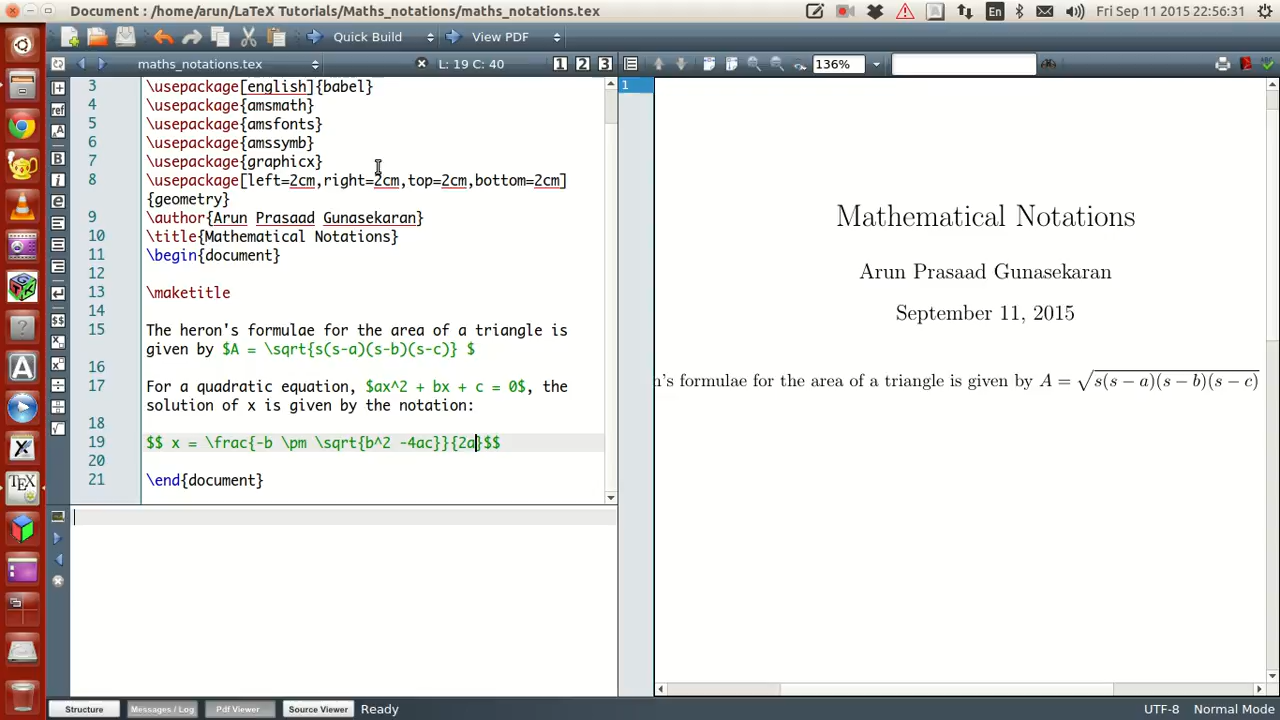 Document : /home/arun/LaTeX Tutorials/Maths_notations/maths_notations.tex
En
Fri Sep 11 2015 22:56:31
Quick Build
View PDF
maths_notations.tex
L: 19 C: 40
1 2 3
136%
3 \usepackage[english]{babel}
4 \usepackage{amsmath}
5 \usepackage{amsfonts}
6 \usepackage{amssymb}
7 \usepackage{graphicx}
8 \usepackage[left=2cm,right=2cm,top=2cm,bottom=2cm]
{geometry}
9 \author{Arun Prasaad Gunasekaran}
10 \title{Mathematical Notations}
11 \begin{document}
12
13 \maketitle
14
15 The heron's formulae for the area of a triangle is
given by $A = \sqrt{s(s-a)(s-b)(s-c)} $
16
17 For a quadratic equation, $ax^2 + bx + c = 0$, the
solution of x is given by the notation:
18
19 $$ x = \frac{-b \pm \sqrt{b^2 -4ac}}{2a}$$
20
21 \end{document}
ref
B
i
e
$$
A
TEX
1
Mathematical Notations
Arun Prasaad Gunasekaran
September 11, 2015
n's formulae for the area of a triangle is given by A = √s(s − a)(s − b)(s − c)
Structure
Messages / Log
Pdf Viewer
Source Viewer
Ready
UTF-8
Normal Mode